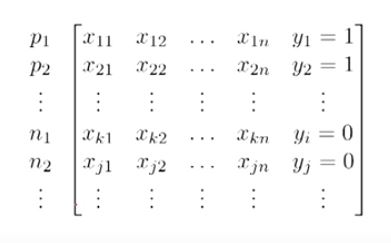 p₁ x₁₁ x₁₂ … x₁ₙ y₁ = 1
p₂ x₂₁ x₂₂ … x₂ₙ y₂ = 1
⋮ ⋮ ⋮ ⋮ ⋮ ⋮
n₁ xₖ₁ xₖ₂ … xₖₙ yᵢ = 0
n₂ xⱼ₁ xⱼ₂ … xⱼₙ yⱼ = 0
⋮ ⋮ ⋮ ⋮ ⋮ ⋮